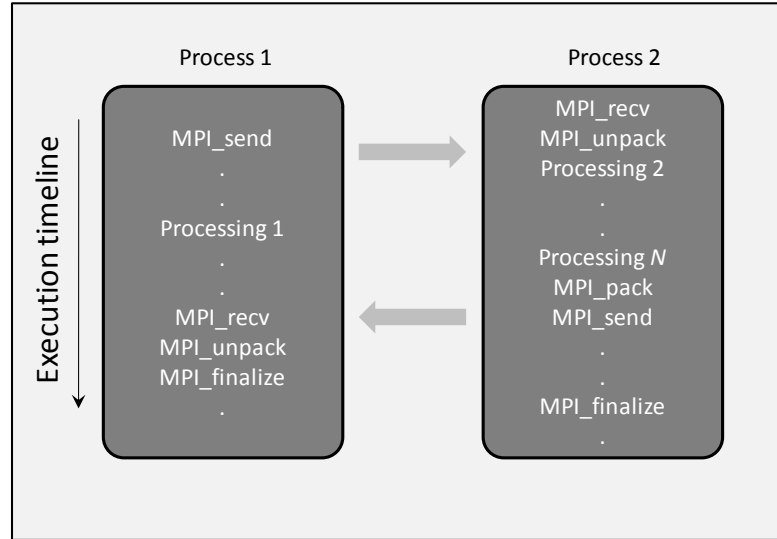 Process 1
Process 2
Execution timeline
MPI_send
.
.
Processing 1
.
.
MPI_recv
MPI_unpack
MPI_finalize
.
MPI_recv
MPI_unpack
Processing 2
.
.
Processing N
MPI_pack
MPI_send
.
.
MPI_finalize
.